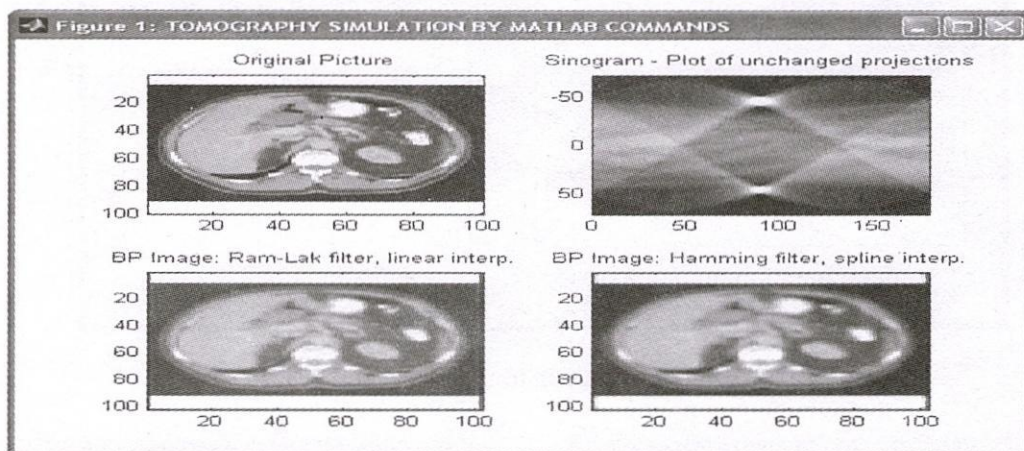 Figure 1: TOMOGRAPHY SIMULATION BY MATLAB COMMANDS
Original Picture
20
40
60
80
100
20 40 60 80 100
Sinogram - Plot of unchanged projections
-50
0
50
0 50 100 150
BP Image: Ram-Lak filter, linear interp.
20
40
60
80
100
20 40 60 80 100
BP Image: Hamming filter, spline interp.
20
40
60
80
100
20 40 60 80 100